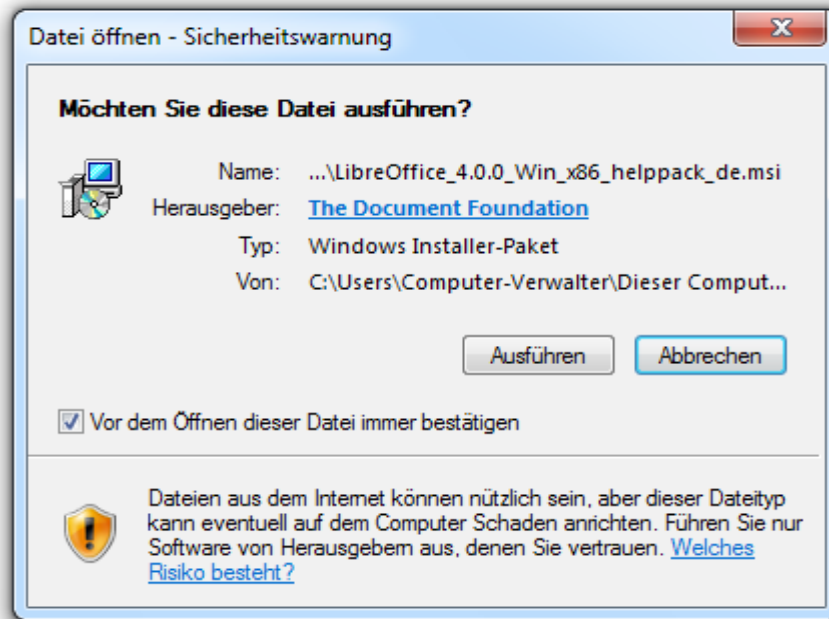 Datei öffnen - Sicherheitswarnung
Möchten Sie diese Datei ausführen?
Name: ...\LibreOffice_4.0.0_Win_x86_helppack_de.msi
Herausgeber: The Document Foundation
Typ: Windows Installer-Paket
Von: C:\Users\Computer-Verwalter\Dieser Comput...
Ausführen Abbrechen
Vor dem Öffnen dieser Datei immer bestätigen
Dateien aus dem Internet können nützlich sein, aber dieser Dateityp
kann eventuell auf dem Computer Schaden anrichten. Führen Sie nur
Software von Herausgebern aus, denen Sie vertrauen. Welches
Risiko besteht?